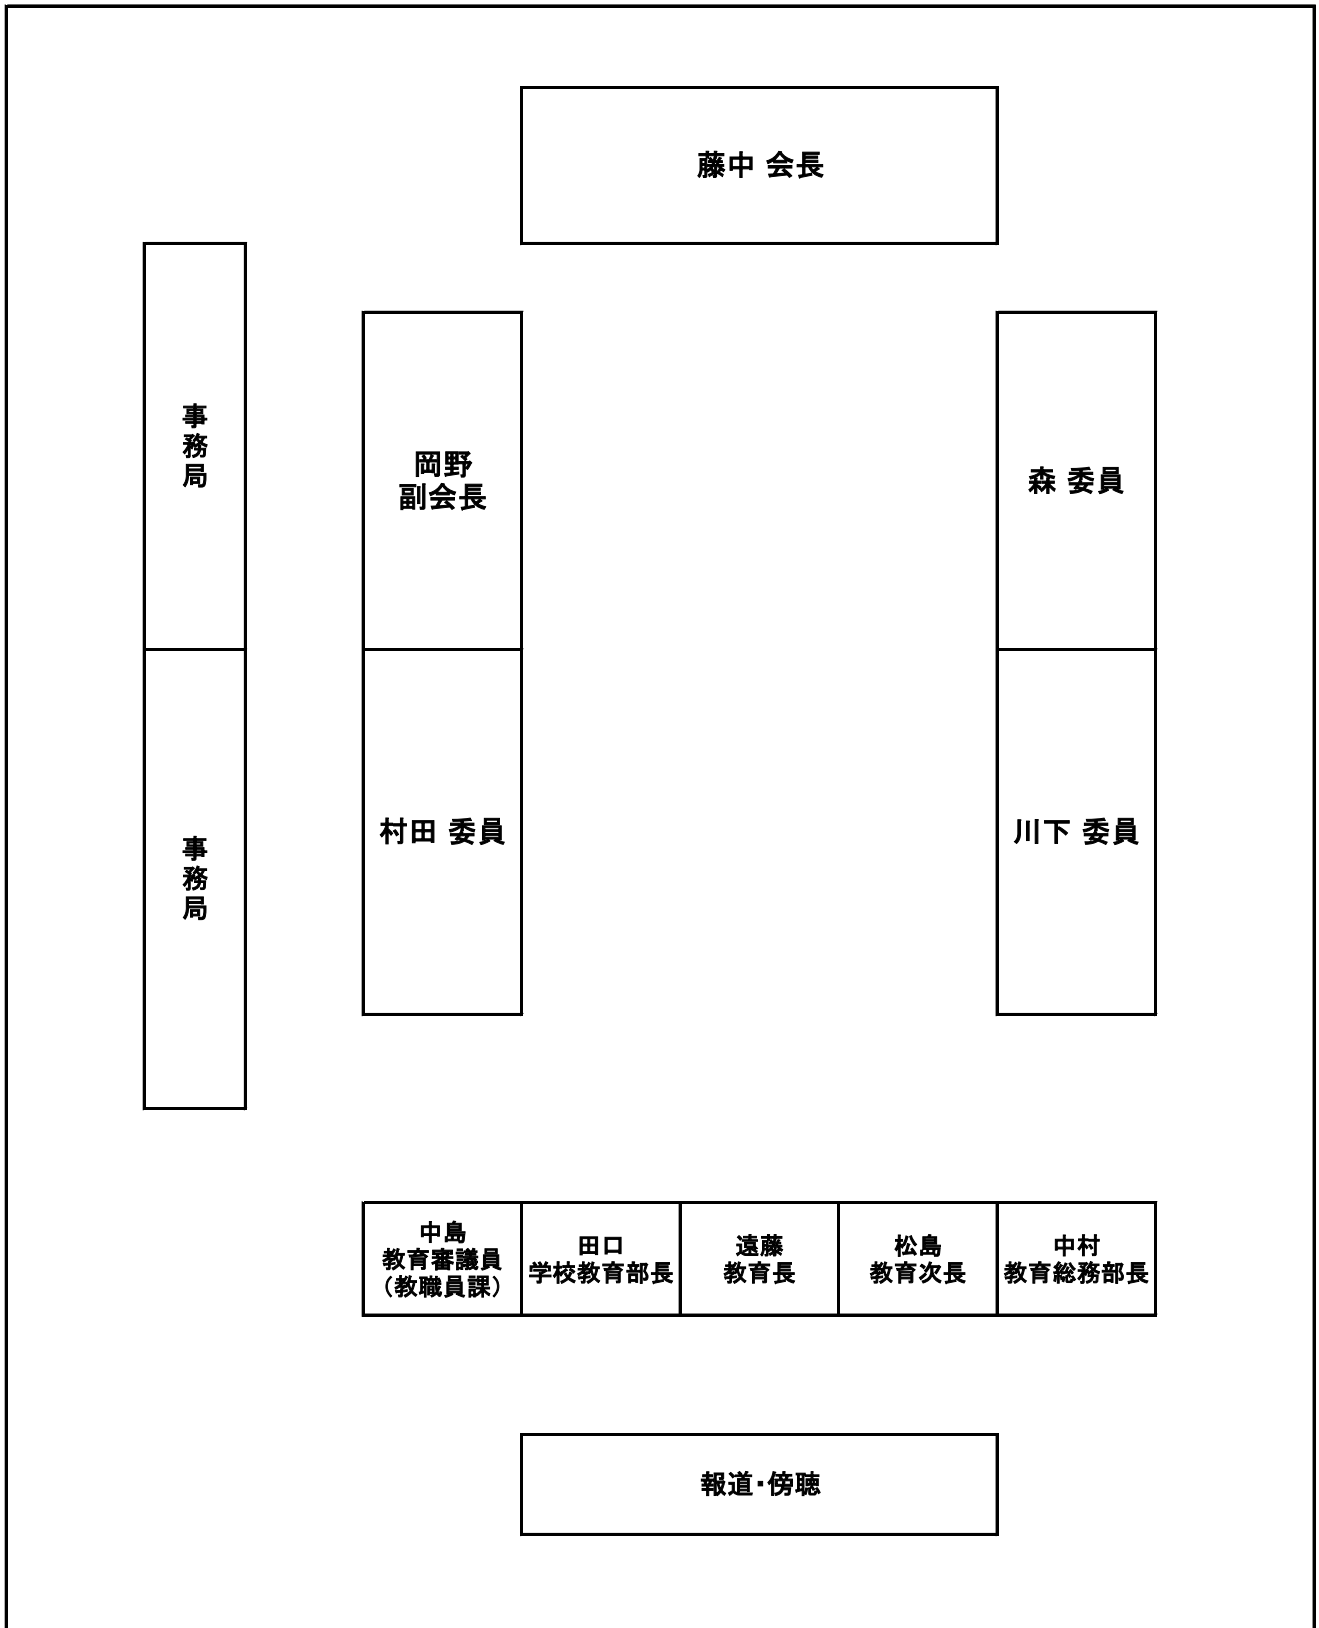 藤中 会長
事務局
岡野
副会長
森 委員
村田 委員
川下 委員
事務局
中島
教育審議員
（教職員課）
田口
学校教育部長
遠藤
教育長
松島
教育次長
中村
教育総務部長
報道・傍聴